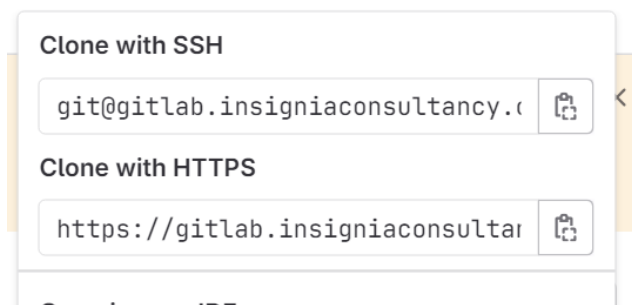 Clone with SSH
git@gitlab.insigniaconsultancy.
Clone with HTTPS
https://gitlab.insigniaconsulta